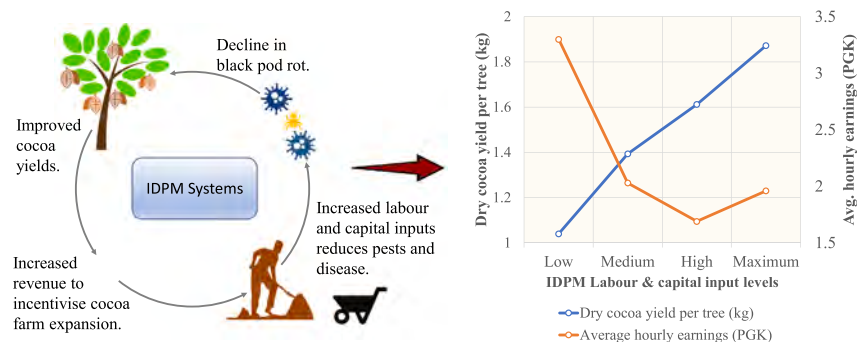 Decline in
black pod rot.
Improved
cocoa
yields.
IDPM Systems
Increased labour
and capital inputs
reduces pests and
disease.
Increased
revenue to
incentivise cocoa
farm expansion.
Dry cocoa yield per tree (kg)
2
1.8
1.6
1.4
1.2
1
3.5
3
2.5
2
1.5
Avg. hourly earnings (PGK)
Low Medium High Maximum
IDPM Labour & capital input levels
Dry cocoa yield per tree (kg)
Average hourly earnings (PGK)